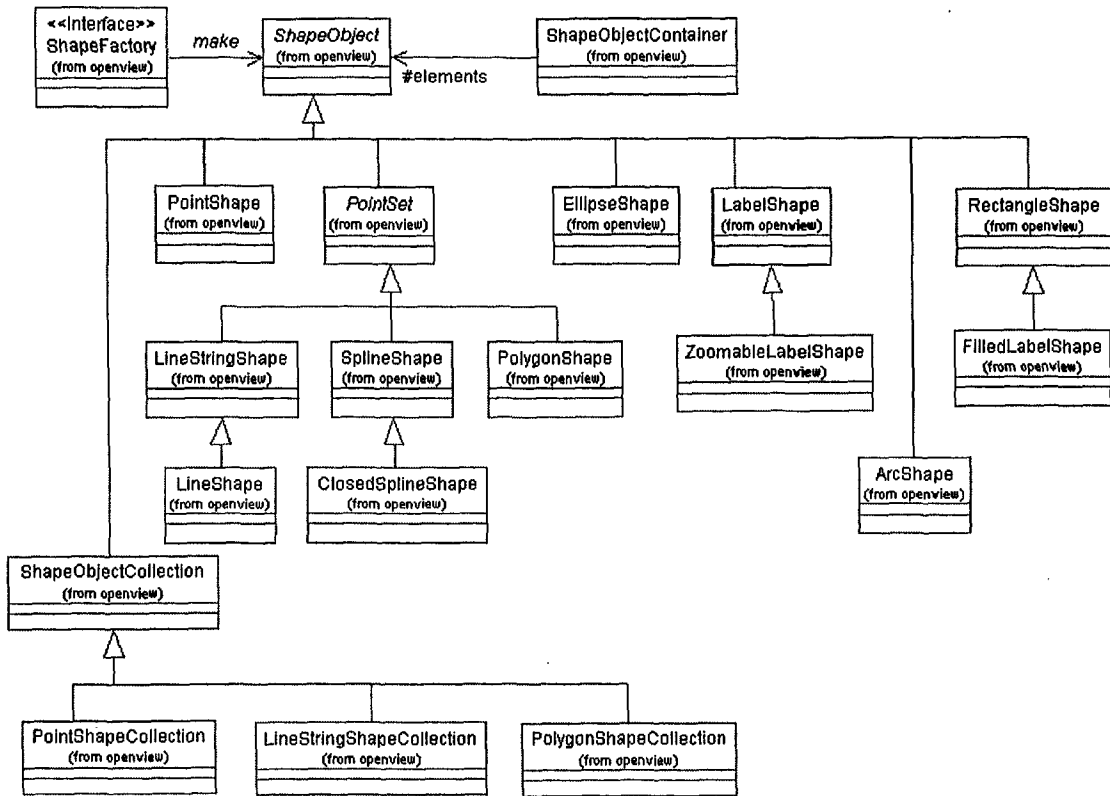 <<Interface>>
ShapeFactory
(from openview)
make
ShapeObject
(from openview)
#elements
ShapeObjectContainer
(from openview)
PointShape
(from openview)
PointSet
(from openview)
EllipseShape
(from openview)
LabelShape
(from openview)
RectangleShape
(from openview)
LineStringShape
(from openview)
SplineShape
(from openview)
PolygonShape
(from openview)
ZoomableLabelShape
(from openview)
FilledLabelShape
(from openview)
LineShape
(from openview)
ClosedSplineShape
(from openview)
ArcShape
(from openview)
ShapeObjectCollection
(from openview)
PointShapeCollection
(from openview)
LineStringShapeCollection
(from openview)
PolygonShapeCollection
(from openview)